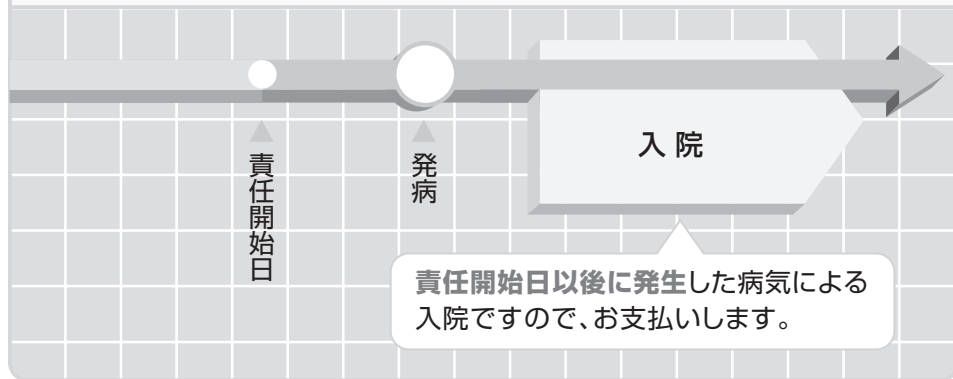 入 院
責任開始日
発病
責任開始日以後に発生した病気による
入院ですので、お支払いします。